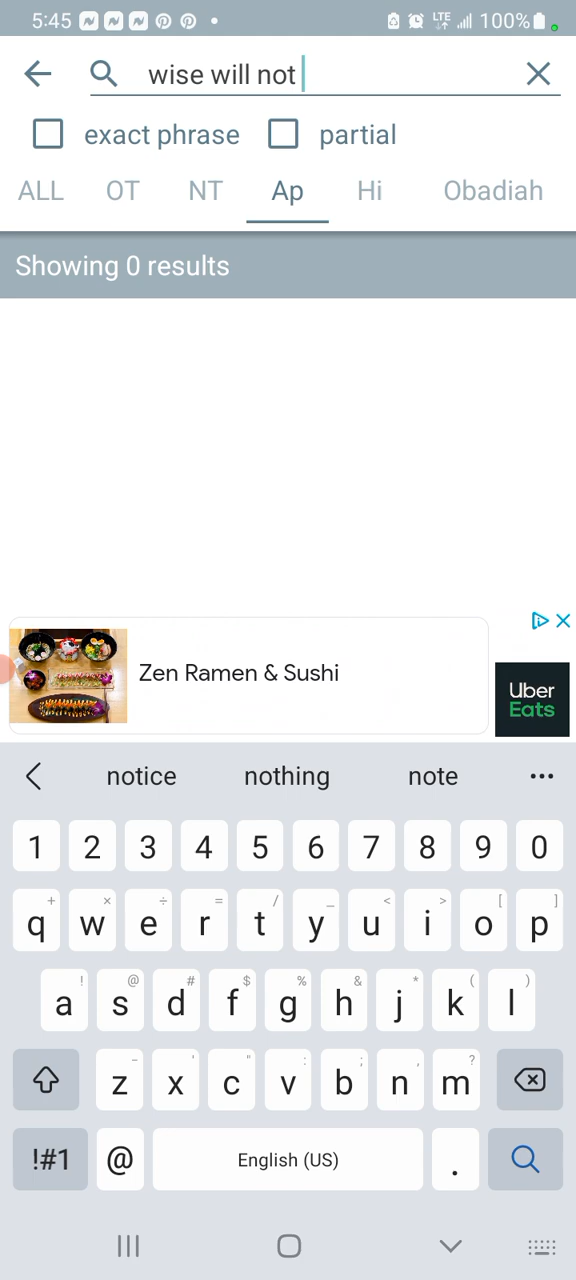 5:45 LTE 100%
wise will not
exact phrase partial
ALL OT NT Ap Hi Obadiah
Showing 0 results
Zen Ramen & Sushi
Uber
Eats
notice nothing note ...
1 2 3 4 5 6 7 8 9 0
+ × ÷ = / _ < > [ ]
q w e r t y u i o p
! @ # $ % & * ( )
a s d f g h j k l
- ' " : ; , ?
z x c v b n m
!#1 @ English (US) .